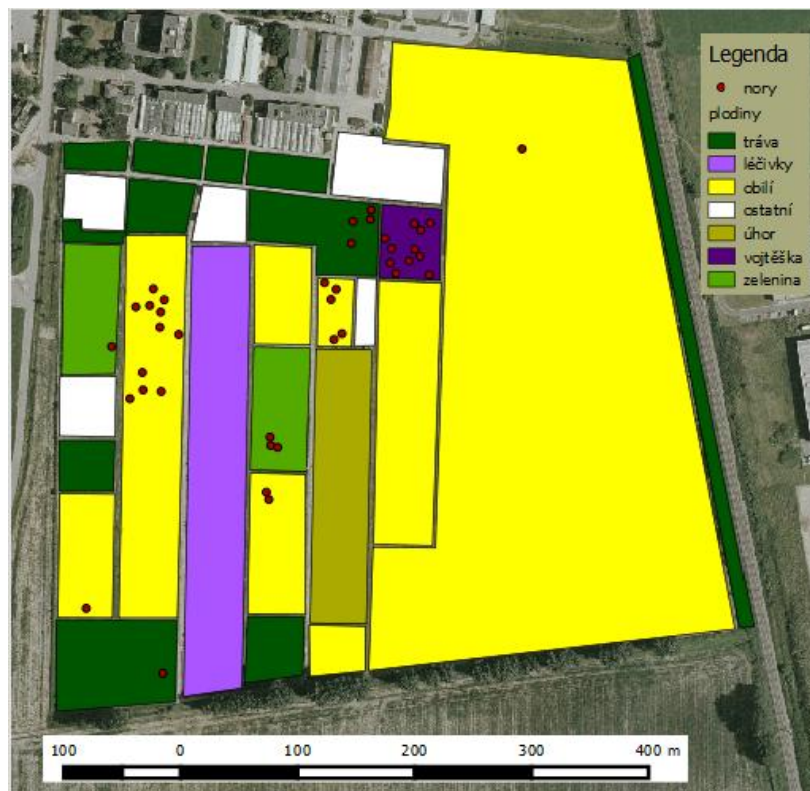 Legenda
nory
plodiny
tráva
léčivky
obilí
ostatní
úhor
vojtěška
zelenina
100 0 100 200 300 400 m